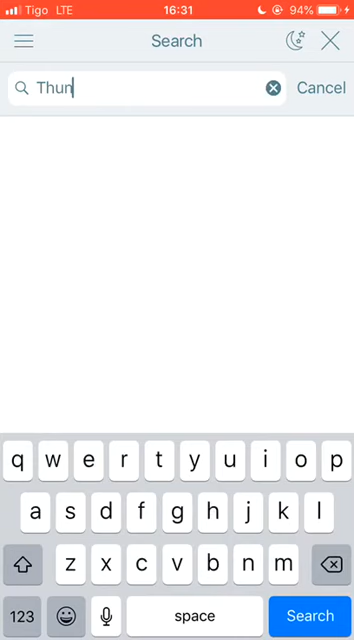 Tigo LTE 16:31 94%
Search
Thun Cancel
q w e r t y u i o p
a s d f g h j k l
z x c v b n m
123 space Search